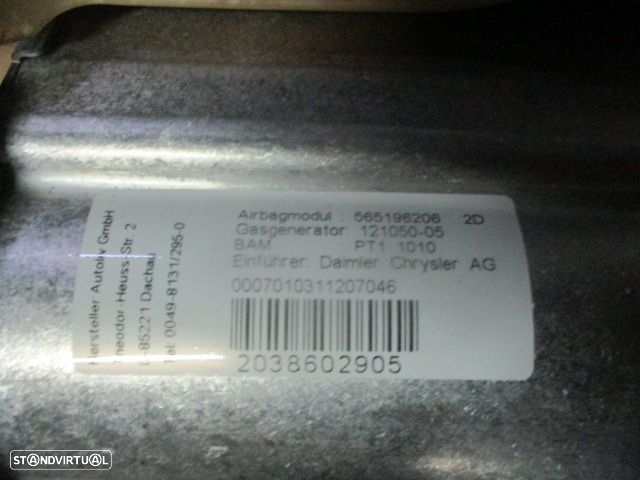 Hersteller Autoliv GmbH
Theodor-Heuss-Str 2
D-85221 Dachau
Tel: 0049-8131/295-0
Airbagmodul : 565196206 2D
Gasgenerator: 121050-05
BAM : PT1 1010
Einführer: Daimler Chrysler AG
0007010311207046
2038602905
STANDVIRTUAL